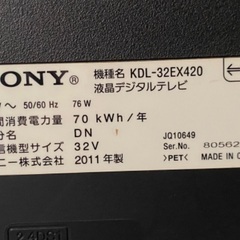 SONY® 機種名 KDL-32EX420
液晶デジタルテレビ
50/60 Hz 76 W
間消費電力量 70 kWh/年
分名 DN JQ10649
信機型サイズ 32V Ser.No. 80562
ニー株式会社 2011年製 >PET<